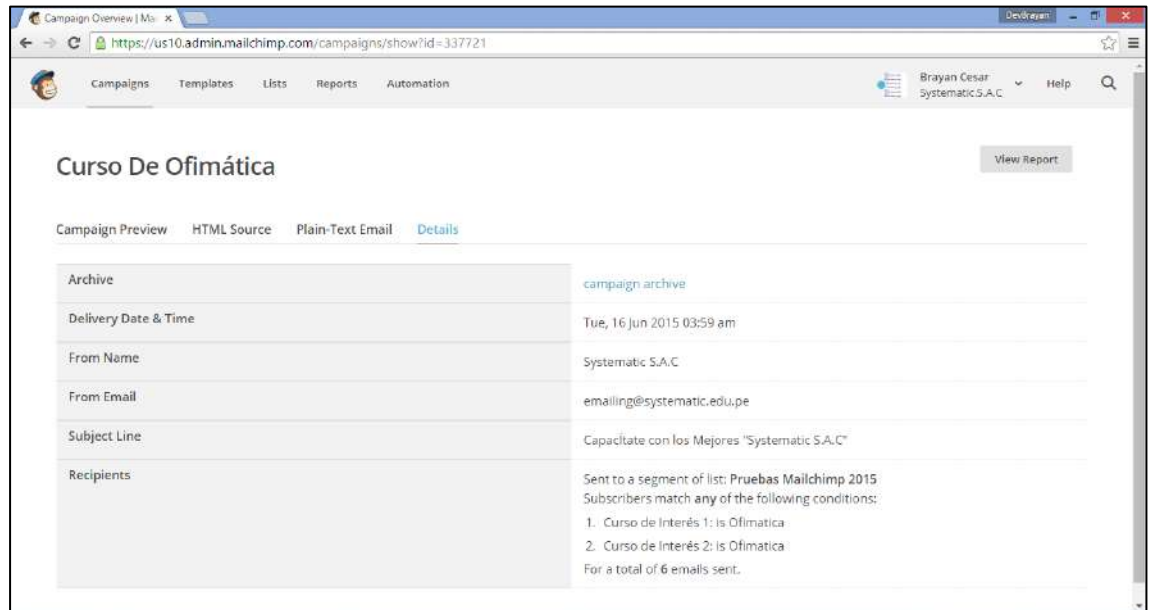 Campaign Overview | Ma
DevBrayan
https://us10.admin.mailchimp.com/campaigns/show?id=337721
Campaigns Templates Lists Reports Automation
Brayan Cesar
Systematic.S.A.C
Help
Curso De Ofimática
View Report
Campaign Preview HTML Source Plain-Text Email Details
Archive campaign archive
Delivery Date & Time Tue, 16 Jun 2015 03:59 am
From Name Systematic S.A.C
From Email emailing@systematic.edu.pe
Subject Line Capacítate con los Mejores "Systematic S.A.C"
Recipients Sent to a segment of list: Pruebas Mailchimp 2015
Subscribers match any of the following conditions:
1. Curso de Interés 1: is Ofimatica
2. Curso de Interés 2: is Ofimatica
For a total of 6 emails sent.